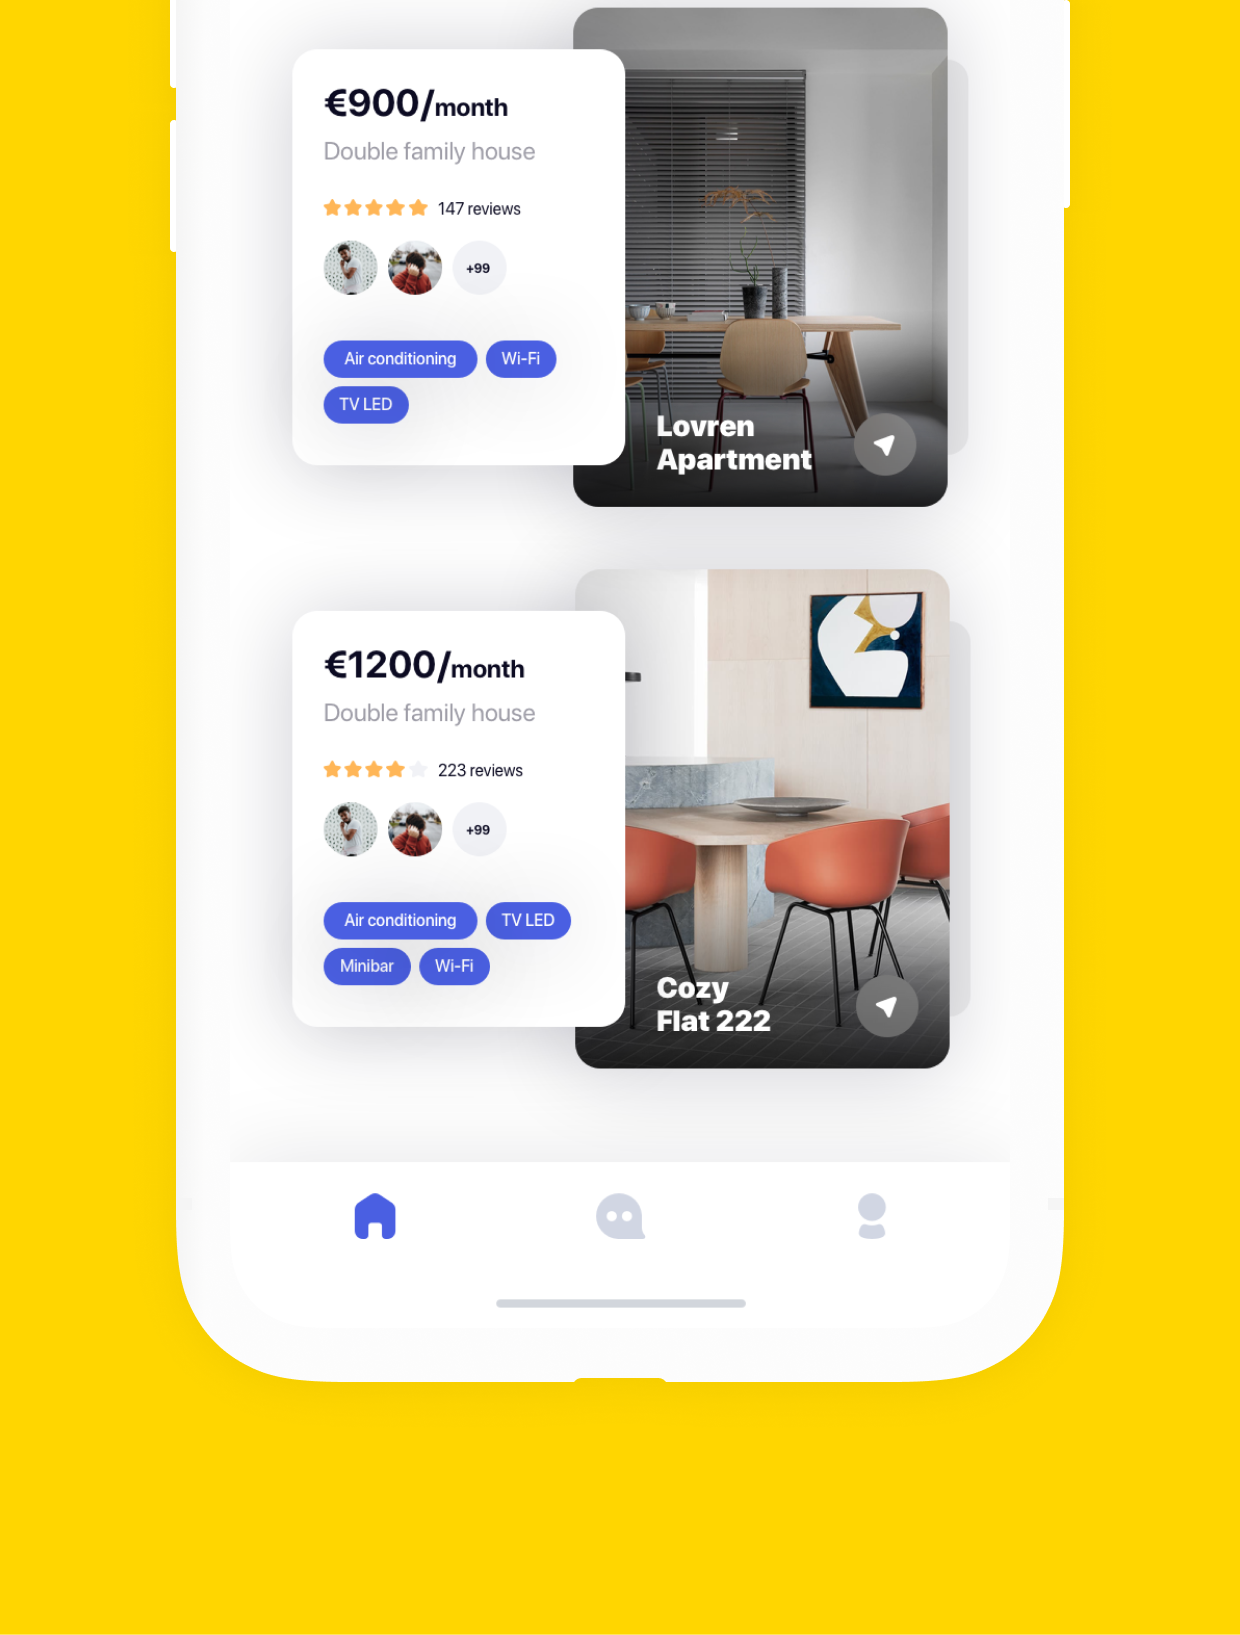 €900/month
Double family house
147 reviews
+99
Air conditioning
Wi-Fi
TV LED
Lovren
Apartment
€1200/month
Double family house
223 reviews
+99
Air conditioning
TV LED
Minibar
Wi-Fi
Cozy
Flat 222